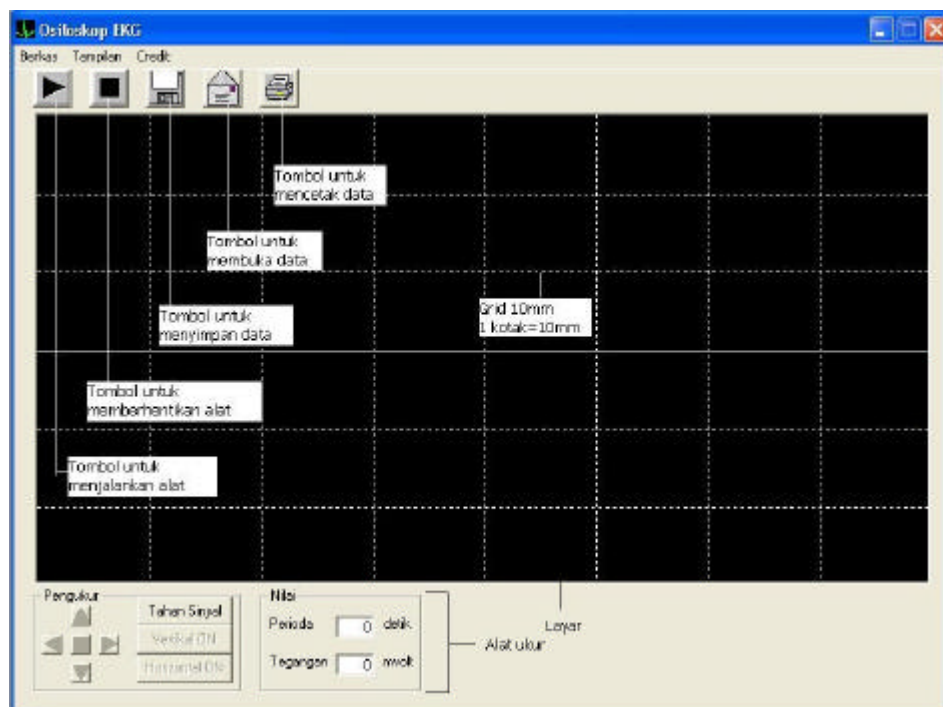 Osiloskop EKG
Berkas Tampilan Credit
Tombol untuk
mencetak data
Tombol untuk
membuka data
Grid 10mm
1 kotak=10mm
Tombol untuk
menyimpan data
Tombol untuk
memberhentikan alat
Tombol untuk
menjalankan alat
Pengukur
Tahan Sinyal
Vertikal ON
Horizontal ON
Nilai
Perioda 0 detik
Tegangan 0 mvolt
Layar
Alat ukur